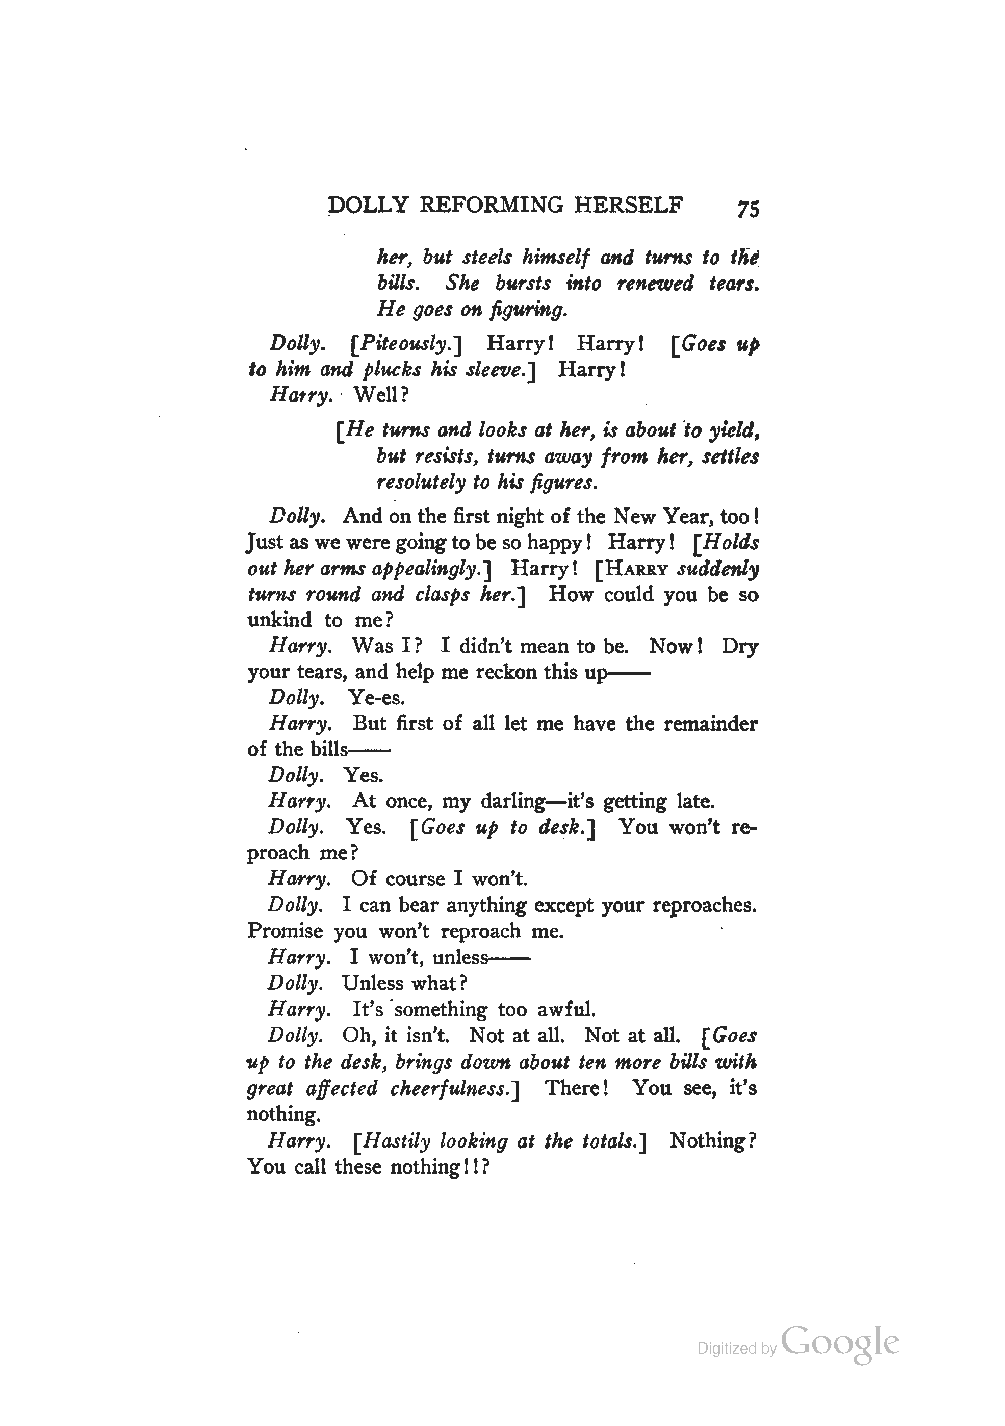 DOLLY REFORMING HERSELF 75
her, but steels himself and turns to the
bills. She bursts into renewed tears.
He goes on figuring.
Dolly. [Piteously.] Harry! Harry! [Goes up
to him and plucks his sleeve.] Harry!
Harry. Well?
[He turns and looks at her, is about to yield,
but resists, turns away from her, settles
resolutely to his figures.
Dolly. And on the first night of the New Year, too!
Just as we were going to be so happy! Harry! [Holds
out her arms appealingly.] Harry! [HARRY suddenly
turns round and clasps her.] How could you be so
unkind to me?
Harry. Was I? I didn't mean to be. Now! Dry
your tears, and help me reckon this up——
Dolly. Ye-es.
Harry. But first of all let me have the remainder
of the bills——
Dolly. Yes.
Harry. At once, my darling—it's getting late.
Dolly. Yes. [Goes up to desk.] You won't re-
proach me?
Harry. Of course I won't.
Dolly. I can bear anything except your reproaches.
Promise you won't reproach me.
Harry. I won't, unless——
Dolly. Unless what?
Harry. It's something too awful.
Dolly. Oh, it isn't. Not at all. Not at all. [Goes
up to the desk, brings down about ten more bills with
great affected cheerfulness.] There! You see, it's
nothing.
Harry. [Hastily looking at the totals.] Nothing?
You call these nothing!!?
Digitized by Google